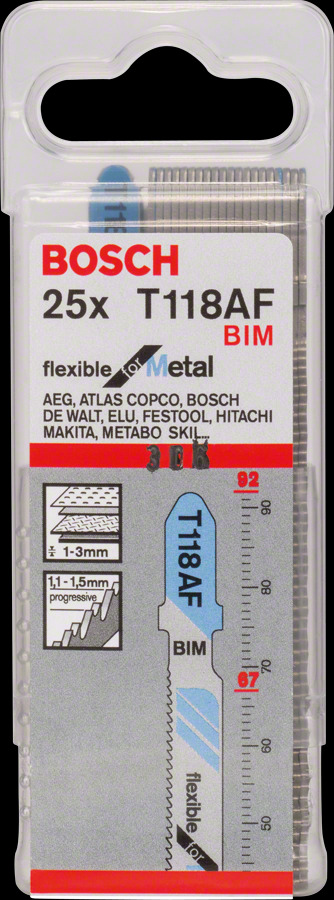 T118
BOSCH
25x T118AF
BIM
flexible for Metal
AEG, ATLAS COPCO, BOSCH
DE WALT, ELU, FESTOOL, HITACHI
MAKITA, METABO SKIL...
92
90
1-3mm
T118AF
80
1,1-1,5mm
progressive
BIM
70
67
60
flexible for
50